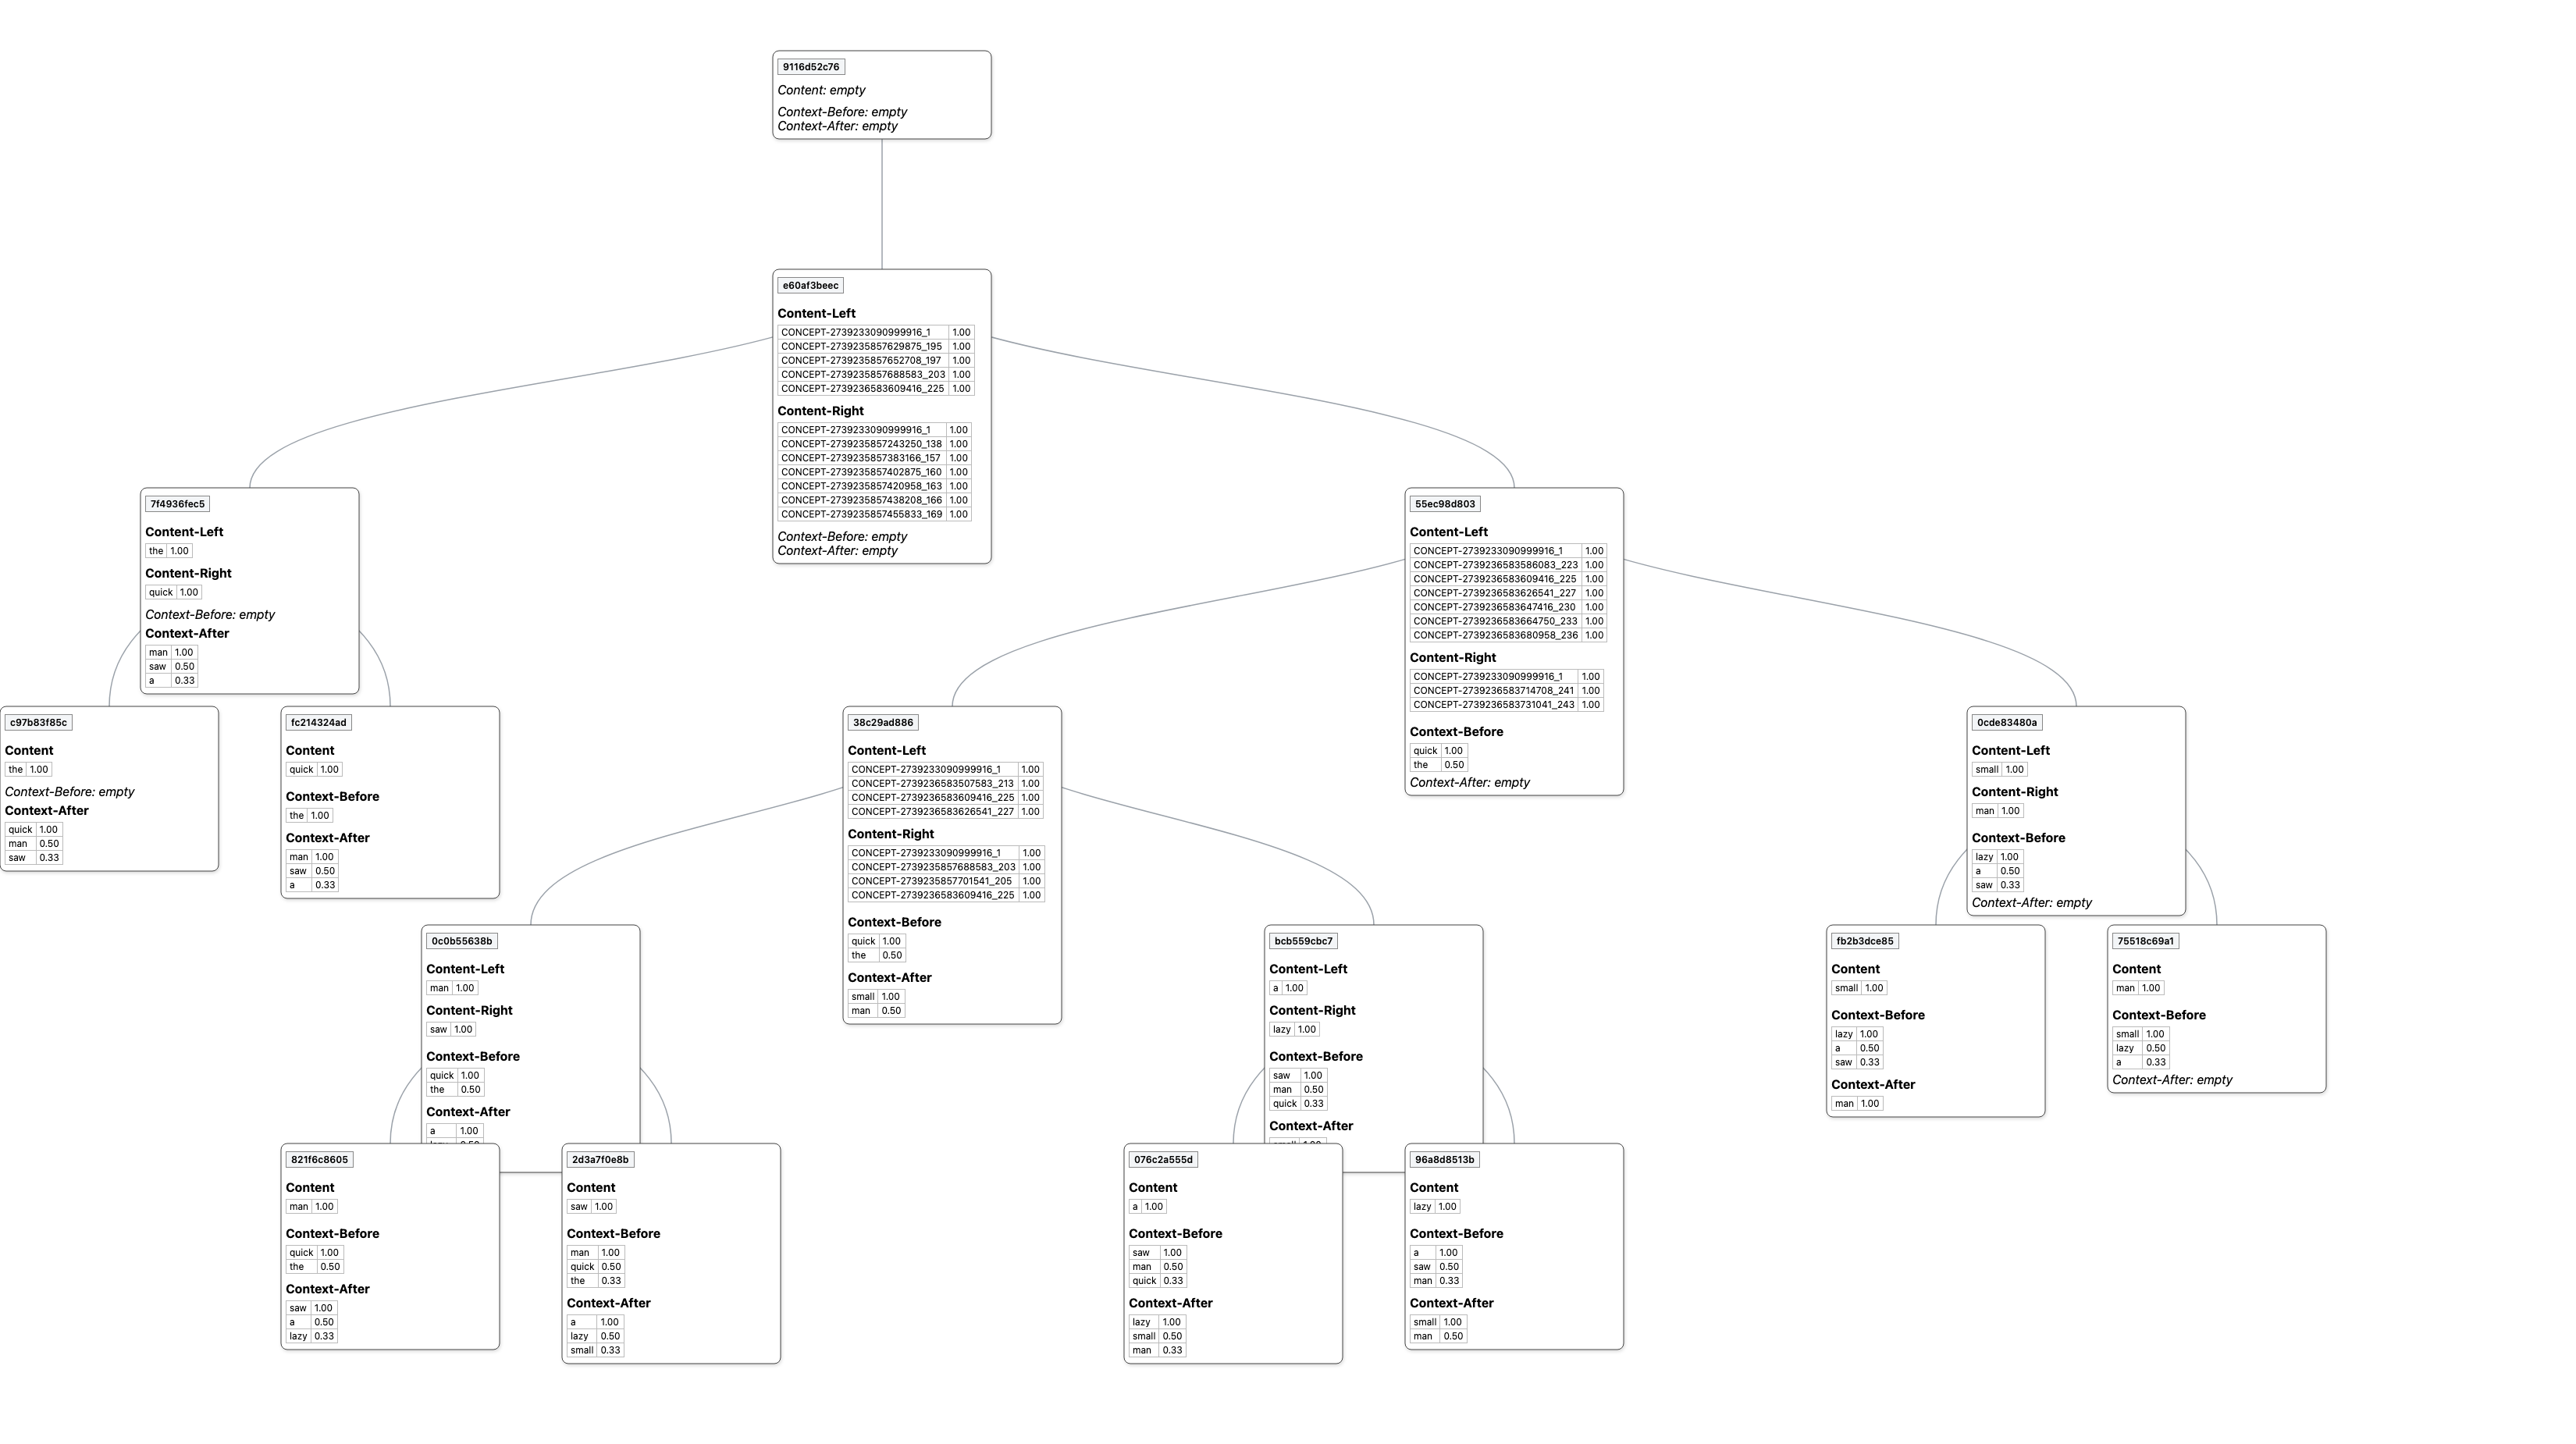 9116d52c76
Content: empty
Context-Before: empty
Context-After: empty
e60af3beec
Content-Left
CONCEPT-2739233090999916_1 1.00
CONCEPT-2739235857629875_195 1.00
CONCEPT-2739235857652708_197 1.00
CONCEPT-2739235857688583_203 1.00
CONCEPT-2739236583609416_225 1.00
Content-Right
CONCEPT-2739233090999916_1 1.00
CONCEPT-2739235857243250_138 1.00
CONCEPT-2739235857383166_157 1.00
CONCEPT-2739235857402875_160 1.00
CONCEPT-2739235857420958_163 1.00
CONCEPT-2739235857438208_166 1.00
CONCEPT-2739235857455833_169 1.00
Context-Before: empty
Context-After: empty
7f4936fec5
Content-Left
the 1.00
Content-Right
quick 1.00
Context-Before: empty
Context-After
man 1.00
saw 0.50
a 0.33
55ec98d803
Content-Left
CONCEPT-2739233090999916_1 1.00
CONCEPT-2739236583586083_223 1.00
CONCEPT-2739236583609416_225 1.00
CONCEPT-2739236583626541_227 1.00
CONCEPT-2739236583647416_230 1.00
CONCEPT-2739236583664750_233 1.00
CONCEPT-2739236583680958_236 1.00
Content-Right
CONCEPT-2739233090999916_1 1.00
CONCEPT-2739236583714708_241 1.00
CONCEPT-2739236583731041_243 1.00
Context-Before
quick 1.00
the 0.50
Context-After: empty
c97b83f85c
Content
the 1.00
Context-Before: empty
Context-After
quick 1.00
man 0.50
saw 0.33
fc214324ad
Content
quick 1.00
Context-Before
the 1.00
Context-After
man 1.00
saw 0.50
a 0.33
38c29ad886
Content-Left
CONCEPT-2739233090999916_1 1.00
CONCEPT-2739236583507583_213 1.00
CONCEPT-2739236583609416_225 1.00
CONCEPT-2739236583626541_227 1.00
Content-Right
CONCEPT-2739233090999916_1 1.00
CONCEPT-2739235857688583_203 1.00
CONCEPT-2739235857701541_205 1.00
CONCEPT-2739236583609416_225 1.00
Context-Before
quick 1.00
the 0.50
Context-After
small 1.00
man 0.50
0cde83480a
Content-Left
small 1.00
Content-Right
man 1.00
Context-Before
lazy 1.00
a 0.50
saw 0.33
Context-After: empty
0c0b55638b
Content-Left
man 1.00
Content-Right
saw 1.00
Context-Before
quick 1.00
the 0.50
Context-After
a 1.00
bcb559cbc7
Content-Left
a 1.00
Content-Right
lazy 1.00
Context-Before
saw 1.00
man 0.50
quick 0.33
Context-After
fb2b3dce85
Content
small 1.00
Context-Before
lazy 1.00
a 0.50
saw 0.33
Context-After
man 1.00
75518c69a1
Content
man 1.00
Context-Before
small 1.00
lazy 0.50
a 0.33
Context-After: empty
821f6c8605
Content
man 1.00
Context-Before
quick 1.00
the 0.50
Context-After
saw 1.00
a 0.50
lazy 0.33
2d3a7f0e8b
Content
saw 1.00
Context-Before
man 1.00
quick 0.50
the 0.33
Context-After
a 1.00
lazy 0.50
small 0.33
076c2a555d
Content
a 1.00
Context-Before
saw 1.00
man 0.50
quick 0.33
Context-After
lazy 1.00
small 0.50
man 0.33
96a8d8513b
Content
lazy 1.00
Context-Before
a 1.00
saw 0.50
man 0.33
Context-After
small 1.00
man 0.50